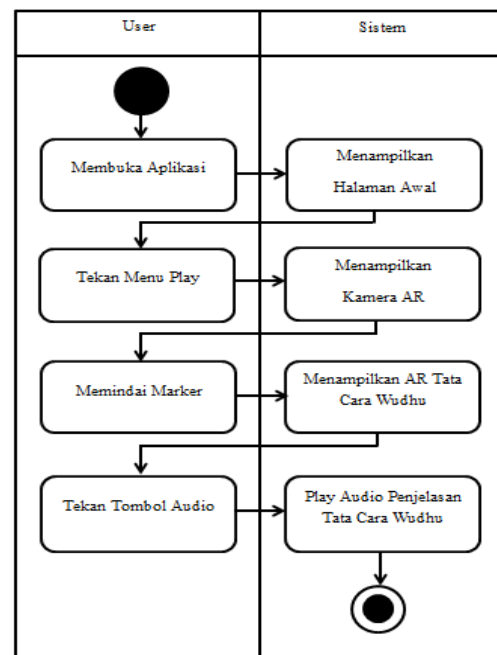 User
Sistem
Membuka Aplikasi
Menampilkan
Halaman Awal
Tekan Menu Play
Menampilkan
Kamera AR
Memindai Marker
Menampilkan AR Tata
Cara Wudhu
Tekan Tombol Audio
Play Audio Penjelasan
Tata Cara Wudhu